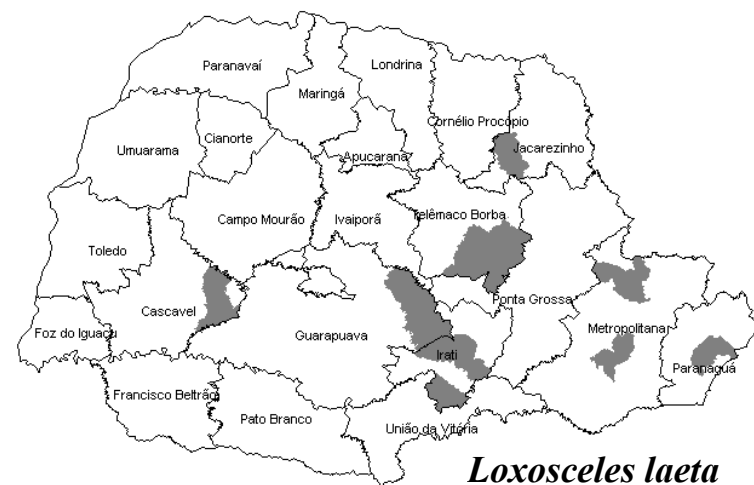 Paranavaí
Londrina
Maringá
Cornélio Procópio
Cianorte
Umuarama
Jacarezinho
Apucarana
Campo Mourão
Ivaiporã
Telêmaco Borba
Toledo
Ponta Grossa
Cascavel
Metropolitana
Foz do Iguaçu
Guarapuava
Irati
Paranaguá
Francisco Beltrão
Pato Branco
União da Vitória
Loxosceles laeta